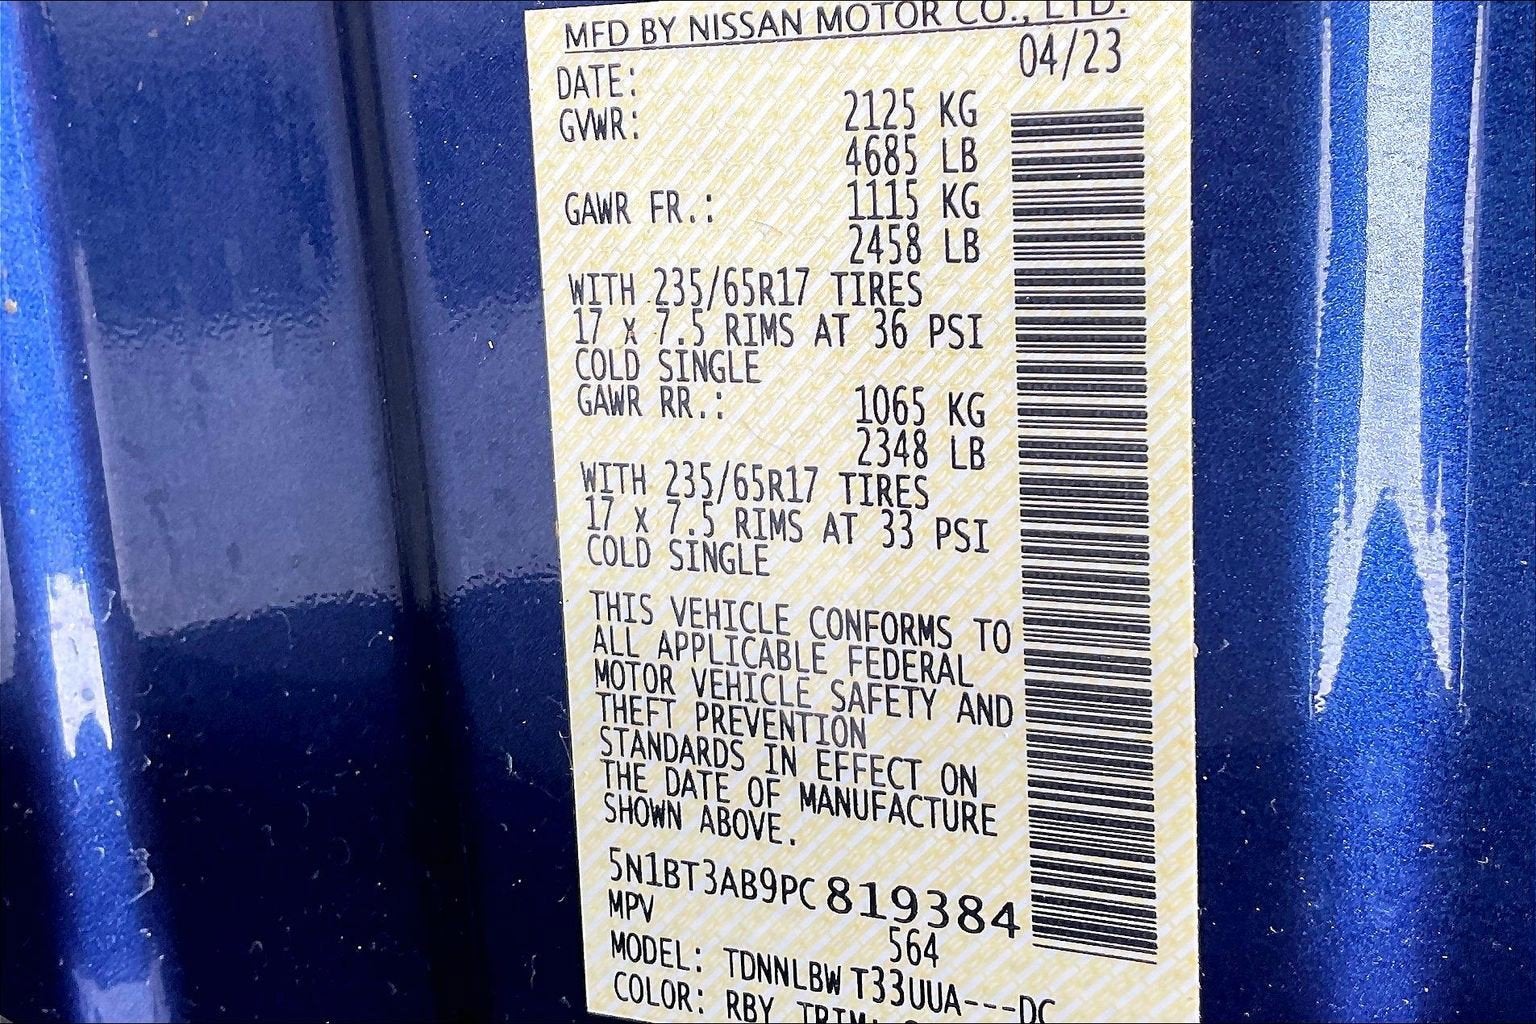 MFD BY NISSAN MOTOR CO., LTD.
DATE: 04/23
GVWR: 2125 KG
4685 LB
GAWR FR.: 1115 KG
2458 LB
WITH 235/65R17 TIRES
17 x 7.5 RIMS AT 36 PSI
COLD SINGLE
GAWR RR.: 1065 KG
2348 LB
WITH 235/65R17 TIRES
17 x 7.5 RIMS AT 33 PSI
COLD SINGLE
THIS VEHICLE CONFORMS TO
ALL APPLICABLE FEDERAL
MOTOR VEHICLE SAFETY AND
THEFT PREVENTION
STANDARDS IN EFFECT ON
THE DATE OF MANUFACTURE
SHOWN ABOVE.
5N1BT3AB9PC 819384
MPV 564
MODEL: TDNNLBW T33UUA---DC
COLOR: RBY TRIM: